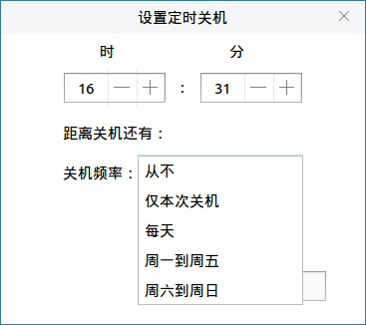 设置定时关机
时 分
16 : 31
距离关机还有：
关机频率：
从不
仅本次关机
每天
周一到周五
周六到周日